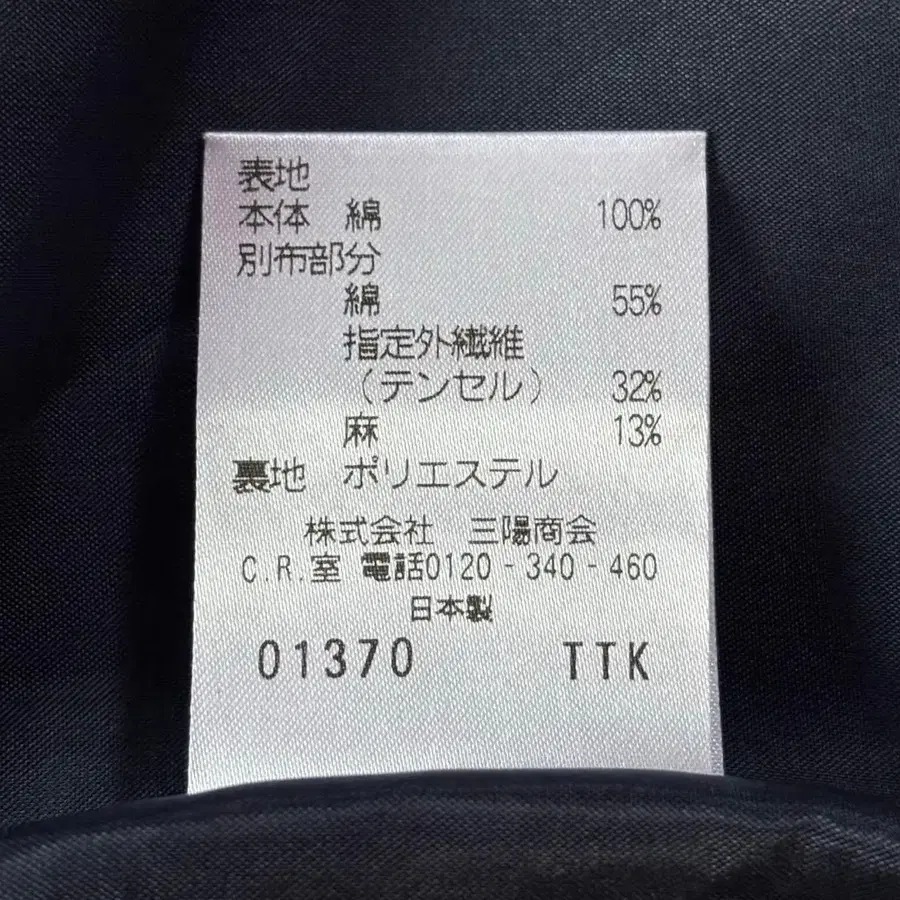 表地
本体 綿 100%
別布部分
綿 55%
指定外繊維
(テンセル) 32%
麻 13%
裏地 ポリエステル
株式会社 三陽商会
C.R.室 電話0120-340-460
日本製
01370 TTK